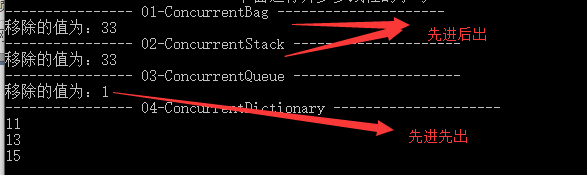 ---------------- 01-ConcurrentBag ----------------
移除的值为：33
---------------- 02-ConcurrentStack ----------------
移除的值为：33
---------------- 03-ConcurrentQueue ----------------
移除的值为：1
---------------- 04-ConcurrentDictionary ---------------------
11
13
15
先进后出
先进先出